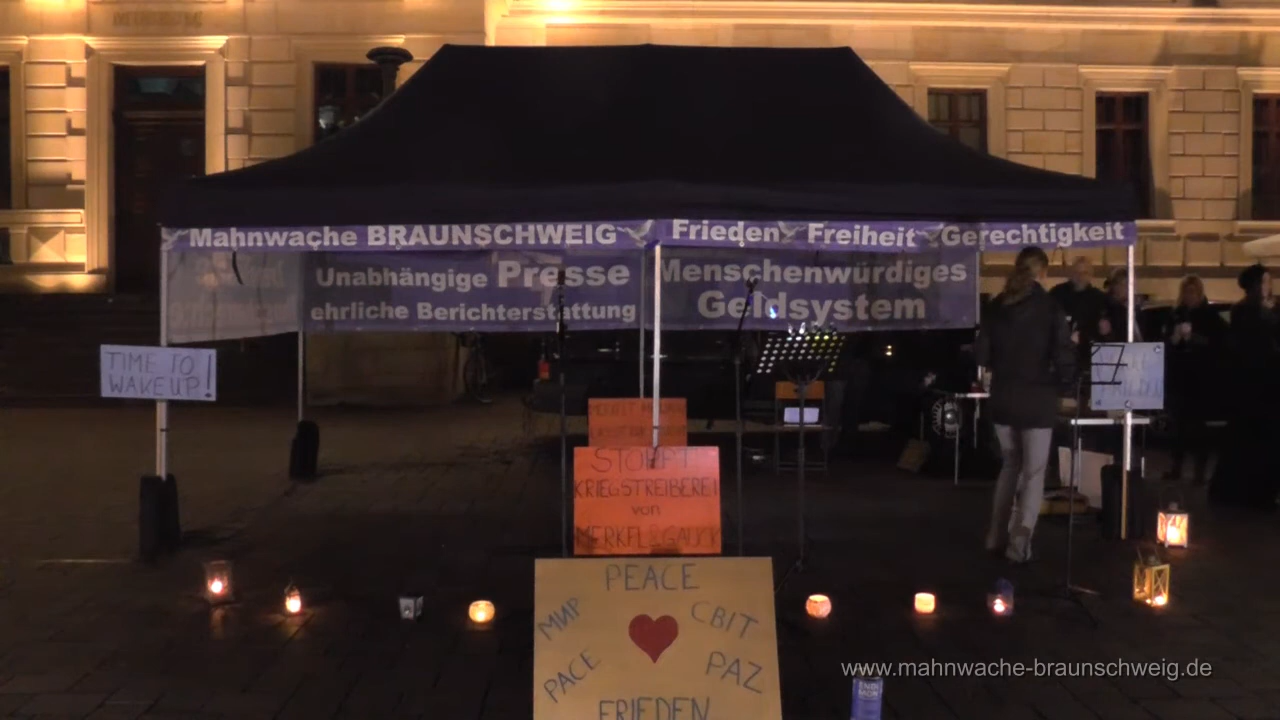 Mahnwache BRAUNSCHWEIG
Frieden Freiheit Gerechtigkeit
Unabhängige Presse
ehrliche Berichterstattung
Menschenwürdiges
Geldsystem
TIME TO
WAKE UP!
STOPPT
KRIEGSTREIBEREI
von
MERKEL & GAUCK
PEACE
МИР
СВІТ
PACE
PAZ
FRIEDEN
www.mahnwache-braunschweig.de